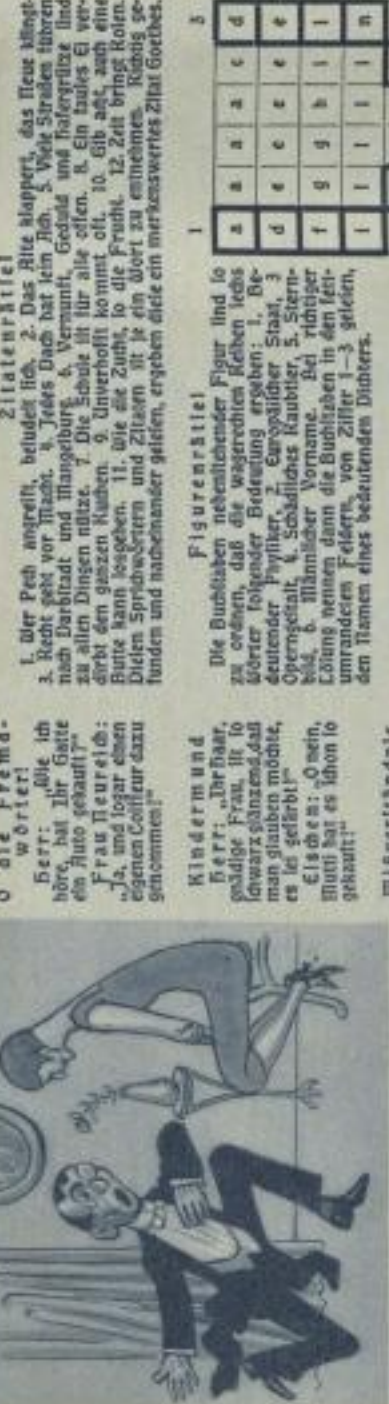 O die Fremd-
wörter!
Herr: „Wie ich
höre, hat Ihr Gatte
ein Auto gekauft?“
Frau Neureich:
„Ja, und sogar einen
eigenen Coiffeur dazu
genommen!“
Kindermund
Herr: „Ihr Haar,
gnädige Frau, ist so
schwarz glänzend, daß
man glauben möchte,
es sei gefärbt!“
Elschen: „O nein,
Mutti hat es schon so
gekauft!“
Zitatenrätsel
1. Wer Pech angreift, besudelt sich. 2. Das Alte klappert, das Neue klingt.
3. Recht geht vor Macht. 4. Jedes Dach hat sein Ach. 5. Viele Straßen führen
nach Darbstadt und Mangelburg. 6. Vernunft, Geduld und Hafergrütze sind
zu allen Dingen nütze. 7. Die Schule ist für alle offen. 8. Ein faules Ei ver-
dirbt den ganzen Kuchen. 9. Unverhofft kommt oft. 10. Gib acht, auch eine
Butte kann losgehen. 11. Wie die Zucht, so die Frucht. 12. Zeit bringt Rosen.
Diesen Sprichwörtern und Zitaten ist je ein Wort zu entnehmen. Richtig ge-
funden und nacheinander gelesen, ergeben diese ein merkenswertes Zitat Goethes.
Figurenrätsel
Die Buchstaben nebenstehender Figur sind so
zu ordnen, daß die wagerechten Reihen sechs
Wörter folgender Bedeutung ergeben: 1. Be-
deutender Physiker, 2. Europäischer Staat, 3
Operngestalt, 4. Schädliches Raubtier, 5. Stern-
bild, 6. Männlicher Vorname. Bei richtiger
Lösung nennen dann die Buchstaben in den fett-
umrandeten Feldern, von Ziffer 1—3 gelesen,
den Namen eines bedeutenden Dichters.
1 3
a a a a c d
d e e e e e